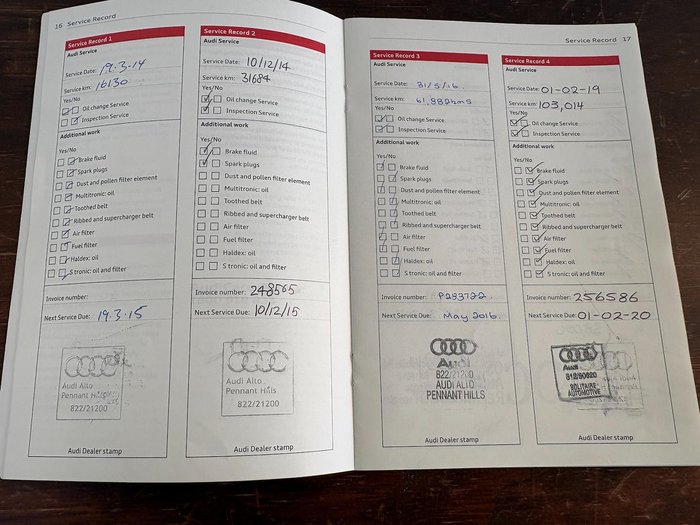 16 Service Record
Service Record 1
Audi Service
Service Date: 19-3-14
Service km: 16130
Yes/No
Oil change Service
Inspection Service
Additional work
Yes/No
Brake fluid
Spark plugs
Dust and pollen filter element
Multitronic: oil
Toothed belt
Ribbed and supercharger belt
Air filter
Fuel filter
Haldex: oil
S tronic: oil and filter
Invoice number:
Next Service Due: 19.3.15
Audi Alto
Pennant Hills
822/21200
Audi Dealer stamp
Service Record 2
Audi Service
Service Date: 10/12/14
Service km: 31684
Yes/No
Oil change Service
Inspection Service
Additional work
Yes/No
Brake fluid
Spark plugs
Dust and pollen filter element
Multitronic: oil
Toothed belt
Ribbed and supercharger belt
Air filter
Fuel filter
Haldex: oil
S tronic: oil and filter
Invoice number: 248565
Next Service Due: 10/12/15
Audi Alto
Pennant Hills
822/21200
Audi Dealer stamp
Service Record 17
Service Record 3
Audi Service
Service Date: 31/5/16.
Service km: 61,882kms
Yes/No
Oil change Service
Inspection Service
Additional work
Yes/No
Brake fluid
Spark plugs
Dust and pollen filter element
Multitronic: oil
Toothed belt
Ribbed and supercharger belt
Air filter
Fuel filter
Haldex: oil
S tronic: oil and filter
Invoice number: P283722.
Next Service Due: May 2016.
Audi
822/21200
AUDI ALTO
PENNANT HILLS
Audi Dealer stamp
Service Record 4
Audi Service
Service Date: 01-02-19
Service km: 103,014
Yes/No
Oil change Service
Inspection Service
Additional work
Yes/No
Brake fluid
Spark plugs
Dust and pollen filter element
Multitronic: oil
Toothed belt
Ribbed and supercharger belt
Air filter
Fuel filter
Haldex: oil
S tronic: oil and filter
Invoice number: 256586
Next Service Due: 01-02-20
Audi
SOLITAIRE
AUTOMOTIVE
Audi Dealer stamp